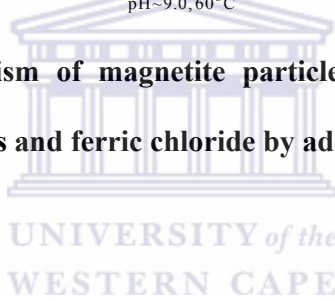 pH~9.0,60°C
ism of magnetite particle
s and ferric chloride by ad
UNIVERSITY of the
WESTERN CAPE